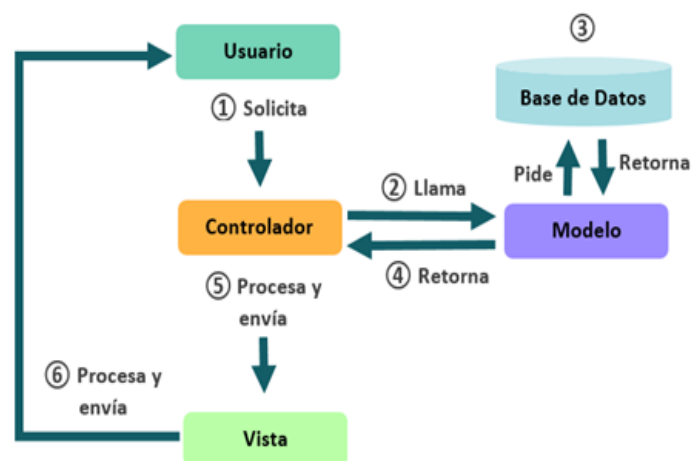 ③
Usuario
Base de Datos
① Solicita
Pide
Retorna
② Llama
Controlador
Modelo
④ Retorna
⑤ Procesa y
envía
⑥ Procesa y
envía
Vista